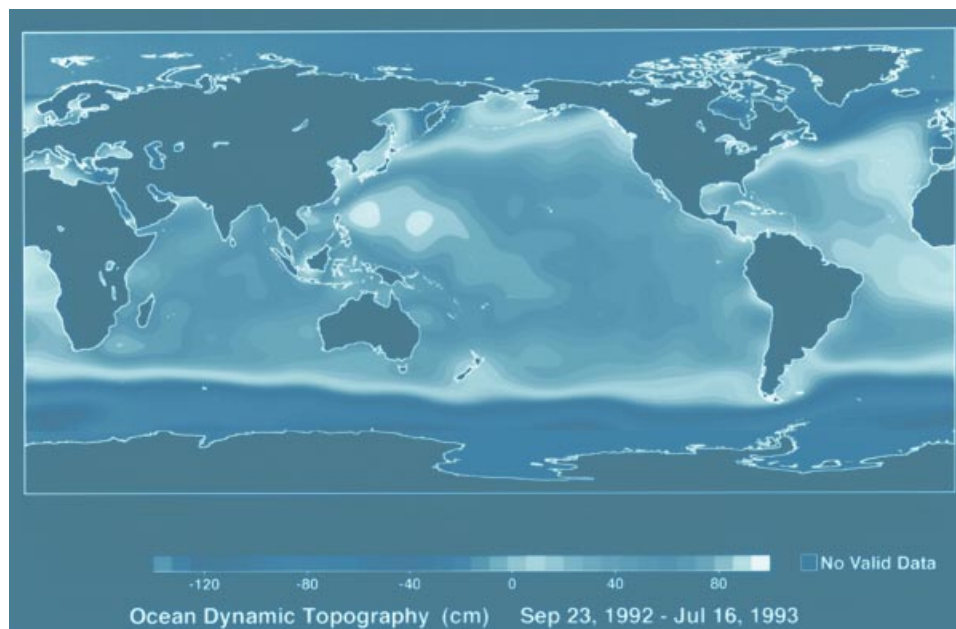 -120 -80 -40 0 40 80
No Valid Data
Ocean Dynamic Topography (cm) Sep 23, 1992 - Jul 16, 1993